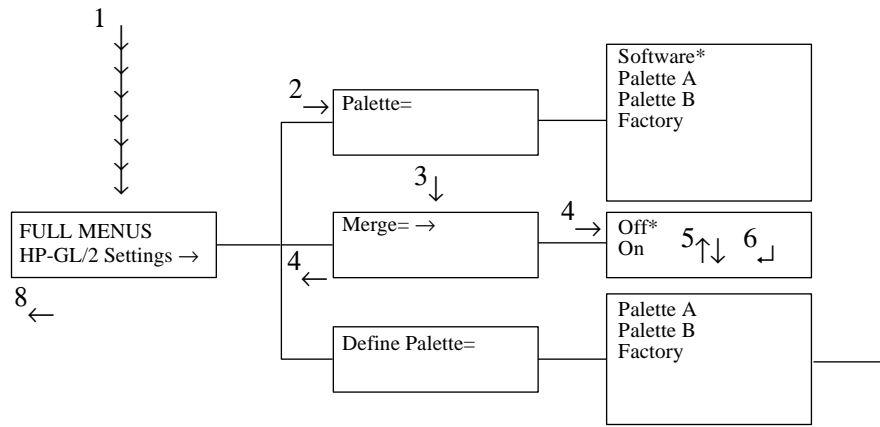 1
2 →
Palette=
Software*
Palette A
Palette B
Factory
3 ↓
FULL MENUS
HP-GL/2 Settings →
Merge= →
4 →
Off*
On
5 ↑↓ 6 ↵
4 ←
8 ←
Define Palette=
Palette A
Palette B
Factory